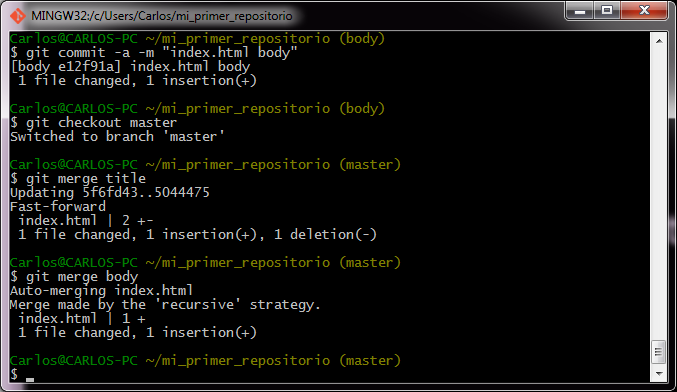 MINGW32:/c/Users/Carlos/mi_primer_repositorio
Carlos@CARLOS-PC ~/mi_primer_repositorio (body)
$ git commit -a -m "index.html body"
[body e12f91a] index.html body
 1 file changed, 1 insertion(+)
Carlos@CARLOS-PC ~/mi_primer_repositorio (body)
$ git checkout master
Switched to branch 'master'
Carlos@CARLOS-PC ~/mi_primer_repositorio (master)
$ git merge title
Updating 5f6fd43..5044475
Fast-forward
 index.html | 2 +-
 1 file changed, 1 insertion(+), 1 deletion(-)
Carlos@CARLOS-PC ~/mi_primer_repositorio (master)
$ git merge body
Auto-merging index.html
Merge made by the 'recursive' strategy.
 index.html | 1 +
 1 file changed, 1 insertion(+)
Carlos@CARLOS-PC ~/mi_primer_repositorio (master)
$ _